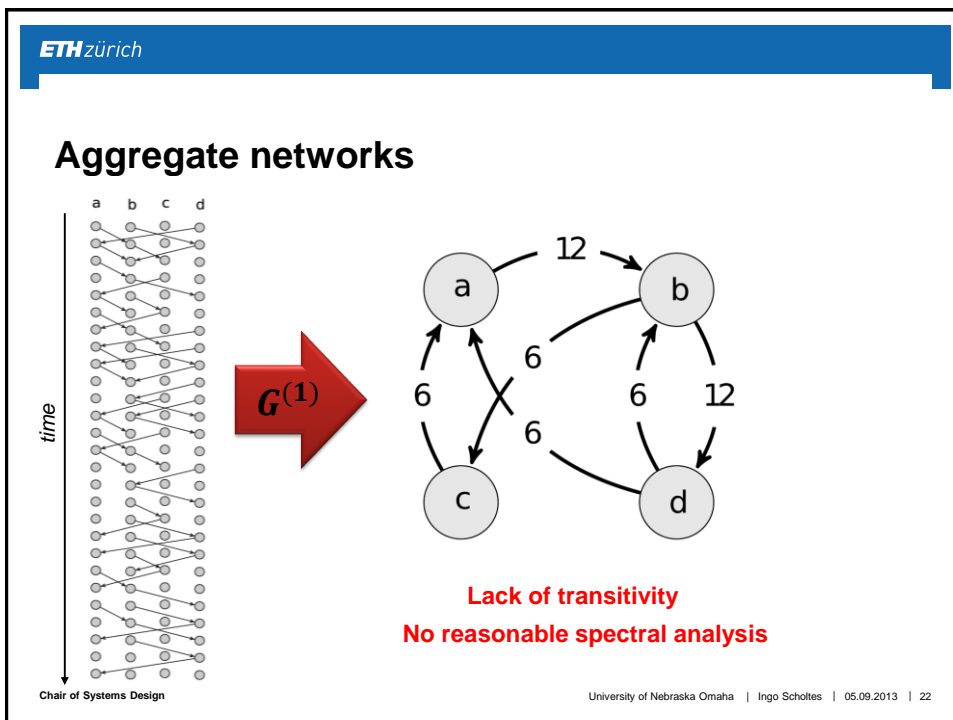 ETH zürich
Aggregate networks
a b c d
time
G(1)
a
b
c
d
12
6
6
6
6
12
Lack of transitivity
No reasonable spectral analysis
Chair of Systems Design
University of Nebraska Omaha | Ingo Scholtes | 05.09.2013 | 22